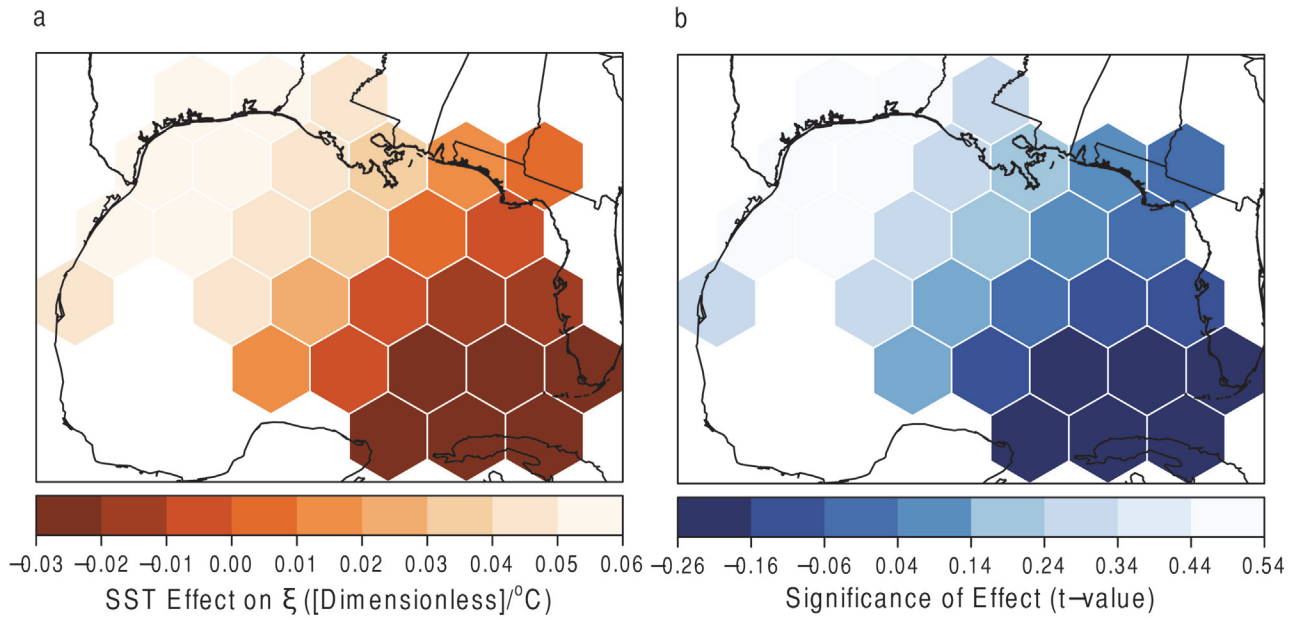 a
b
−0.03 −0.02 −0.01 0.00 0.01 0.02 0.03 0.04 0.05 0.06
SST Effect on ξ ([Dimensionless]/°C)
−0.26 −0.16 −0.06 0.04 0.14 0.24 0.34 0.44 0.54
Significance of Effect (t−value)